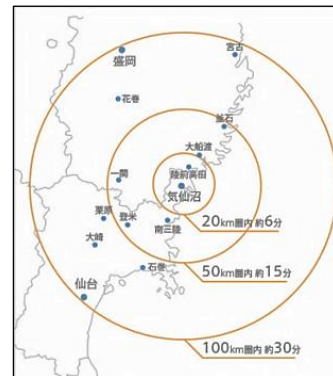 宮古
盛岡
花巻
釜石
大船渡
一関
陸前高田
気仙沼
栗原
登米
南三陸
20km圏内 約6分
大崎
石巻
50km圏内 約15分
仙台
100km圏内 約30分